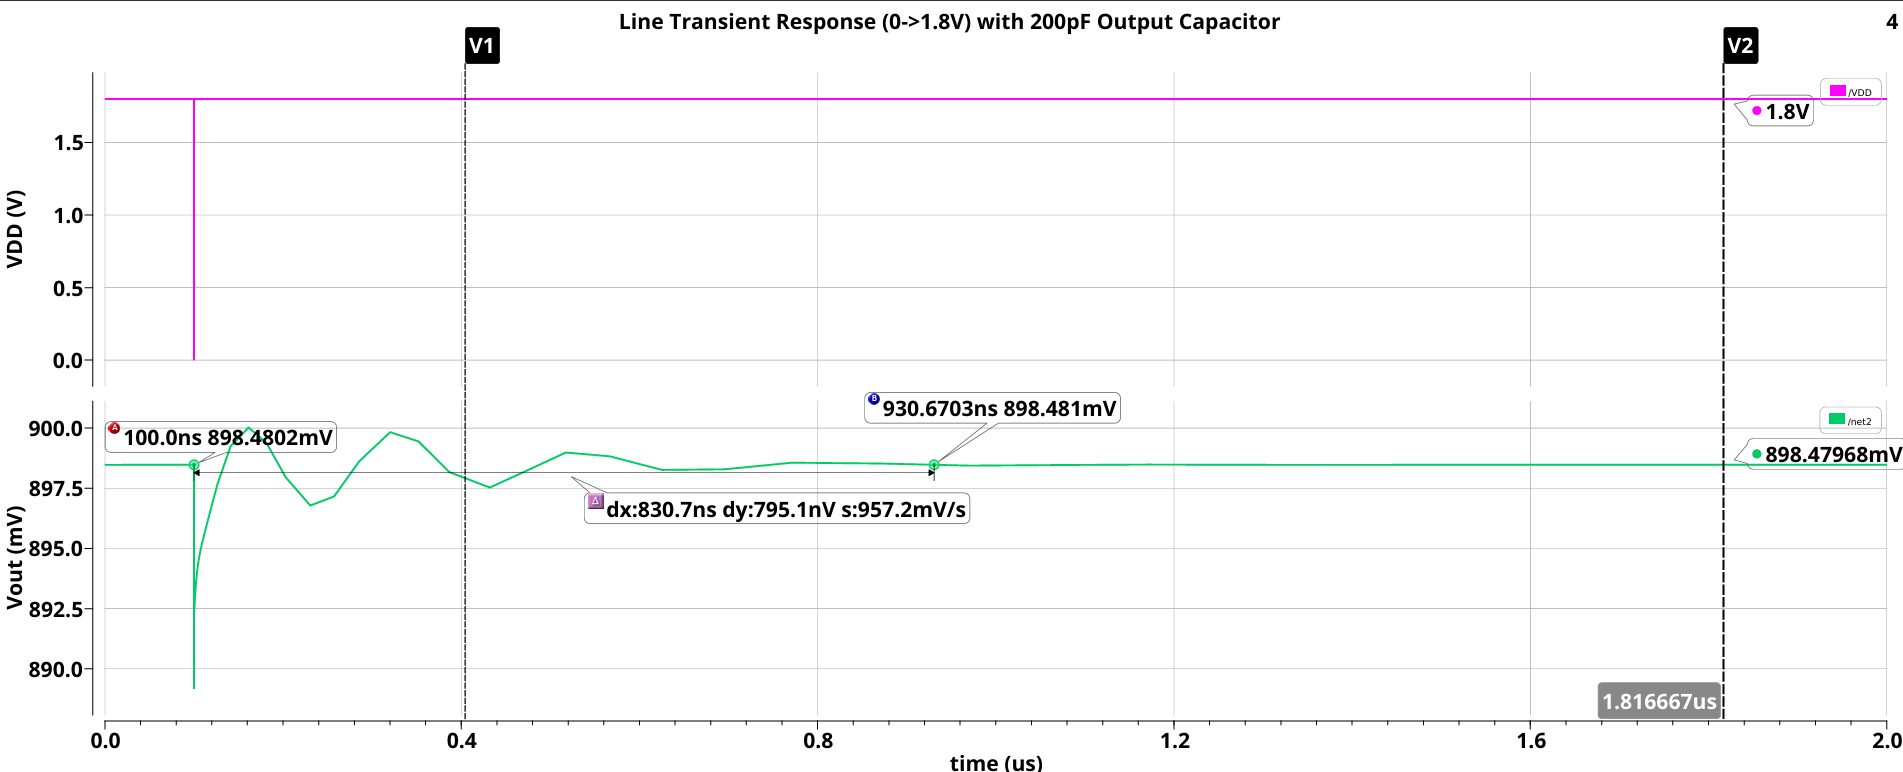 Line Transient Response (0->1.8V) with 200pF Output Capacitor
4
V1
V2
/VDD
1.8V
VDD (V)
1.5
1.0
0.5
0.0
B
930.6703ns 898.481mV
A
100.0ns 898.4802mV
/net2
898.47968mV
Δ
dx:830.7ns dy:795.1nV s:957.2mV/s
Vout (mV)
900.0
897.5
895.0
892.5
890.0
1.816667us
0.0
0.4
0.8
1.2
1.6
2.0
time (us)